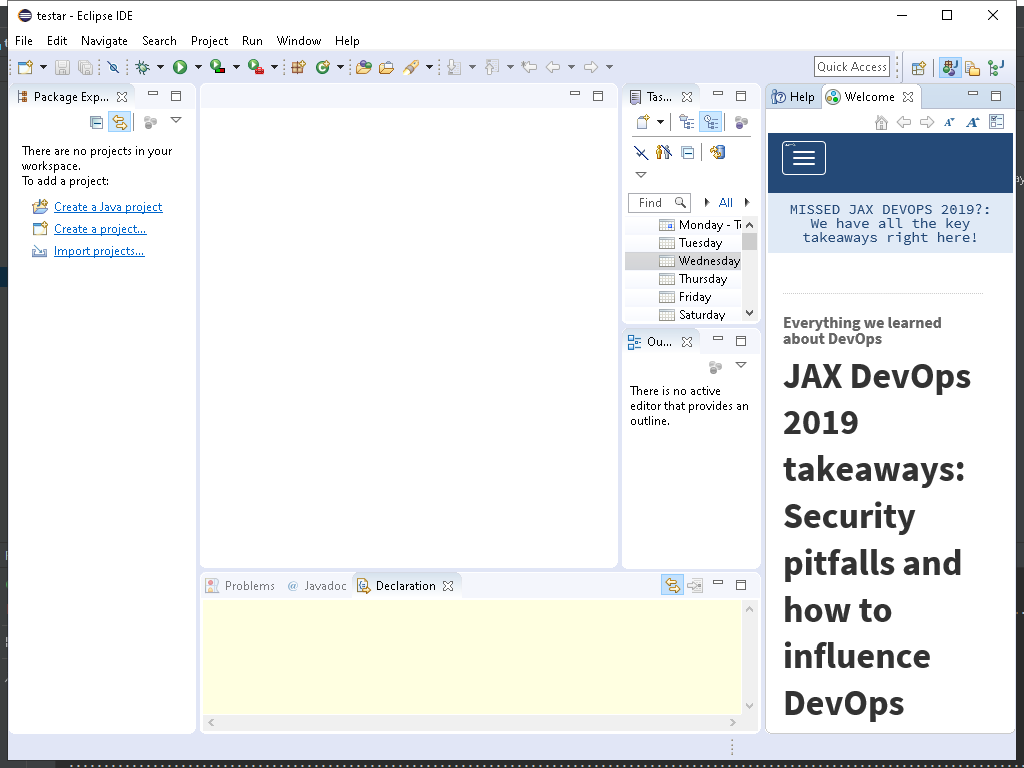 testar - Eclipse IDE
File Edit Navigate Search Project Run Window Help
Quick Access
Package Exp...
There are no projects in your
workspace.
To add a project:
Create a Java project
Create a project...
Import projects...
Tas...
Find
All
Monday - T
Tuesday
Wednesday
Thursday
Friday
Saturday
Ou...
There is no active
editor that provides an
outline.
Problems @ Javadoc Declaration
Help Welcome
MISSED JAX DEVOPS 2019?:
We have all the key
takeaways right here!
Everything we learned
about DevOps
JAX DevOps
2019
takeaways:
Security
pitfalls and
how to
influence
DevOps